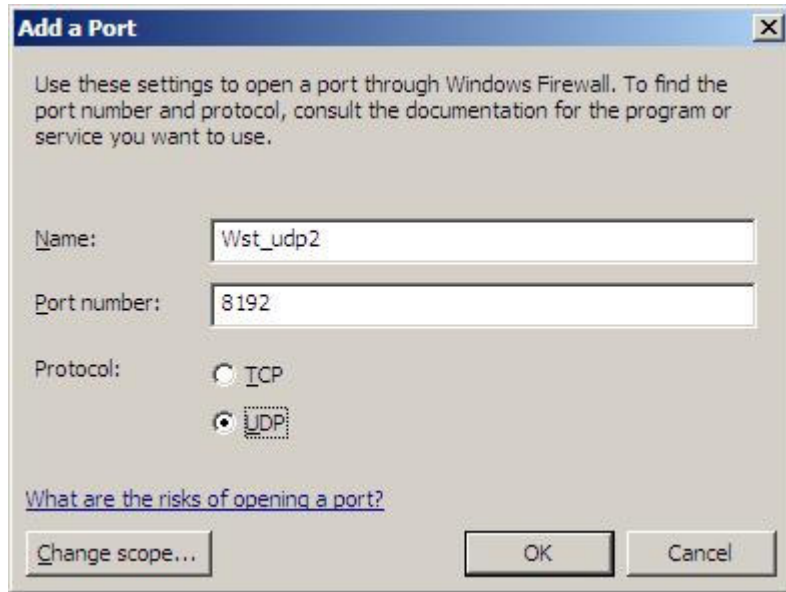 Add a Port
Use these settings to open a port through Windows Firewall. To find the
port number and protocol, consult the documentation for the program or
service you want to use.
Name: Wst_udp2
Port number: 8192
Protocol: TCP
UDP
What are the risks of opening a port?
Change scope... OK Cancel